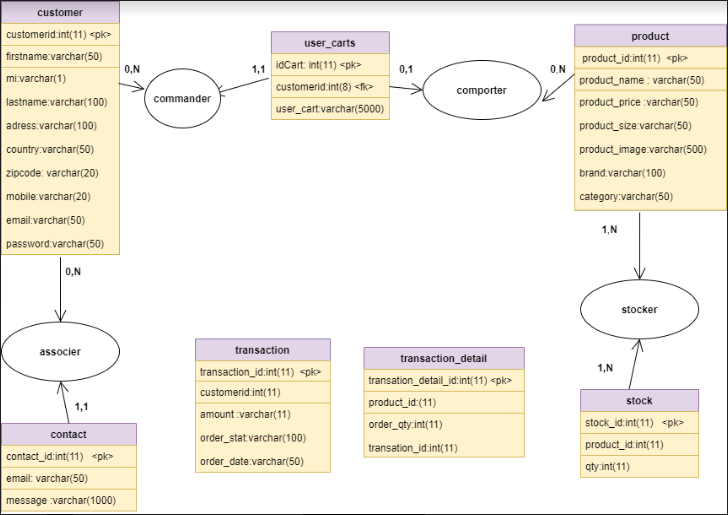 customer
customerid:int(11) <pk>
firstname:varchar(50)
mi:varchar(1)
lastname:varchar(100)
adress:varchar(100)
country:varchar(50)
zipcode: varchar(20)
mobile:varchar(20)
email:varchar(50)
password:varchar(50)
0,N
commander
1,1
user_carts
idCart: int(11) <pk>
customerid:int(8) <fk>
user_cart:varchar(5000)
0,1
comporter
0,N
product
product_id:int(11) <pk>
product_name : varchar(50)
product_price :varchar(50)
product_size:varchar(50)
product_image:varchar(500)
brand:varchar(100)
category:varchar(50)
0,N
associer
1,1
contact
contact_id:int(11) <pk>
email: varchar(50)
message :varchar(1000)
transaction
transaction_id:int(11) <pk>
customerid:int(11)
amount :varchar(11)
order_stat:varchar(100)
order_date:varchar(50)
transaction_detail
transation_detail_id:int(11) <pk>
product_id:(11)
order_qty:int(11)
transation_id:int(11)
1,N
stocker
1,N
stock
stock_id:int(11) <pk>
product_id:int(11)
qty:int(11)